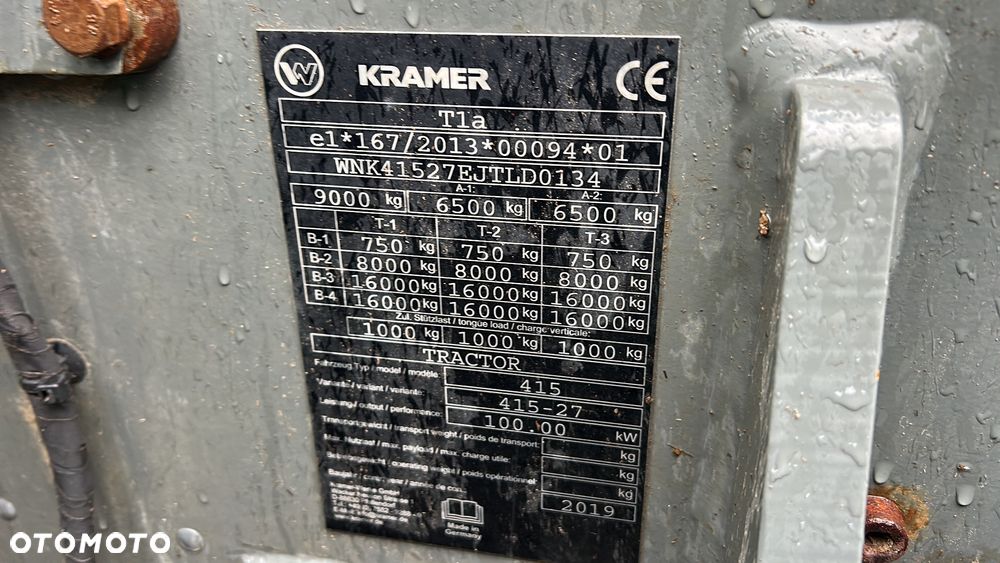 W KRAMER CE
T1a
e1*167/2013*00094*01
WNK41527EJTLD0134
A-1: A-2:
9000 kg 6500 kg 6500 kg
T-1 T-2 T-3
B-1 750 kg 750 kg 750 kg
B-2 8000 kg 8000 kg 8000 kg
B-3 16000 kg 16000 kg 16000 kg
B-4 16000 kg 16000 kg 16000 kg
Zul. Stützlast / tongue load / charge verticale:
1000 kg 1000 kg 1000 kg
TRACTOR
Fahrzeug Typ / model / modèle: 415
Variante / variant / variante: 415-27
Leistung / output / performance: 100.00 kW
Transportgewicht / transport weight / poids de transport: kg
Max. Nutzlast / max. payload / max. charge utile: kg
operating weight / poids opérationnel: kg
2019
GmbH
Made in
Germany
OTOMOTO